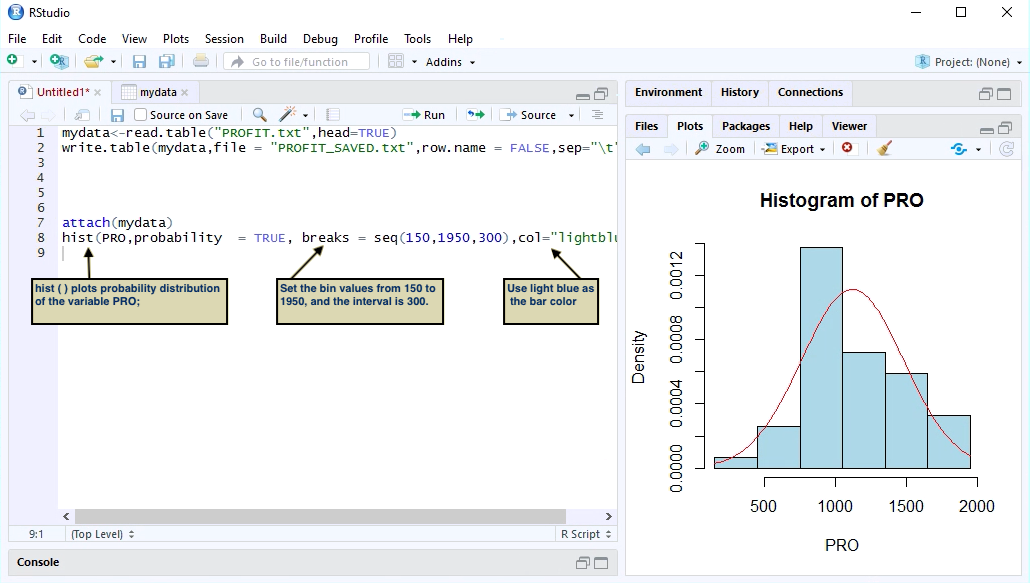 RStudio
File Edit Code View Plots Session Build Debug Profile Tools Help
Go to file/function Addins Project: (None)
Untitled1* mydata
Source on Save Run Source
1 mydata<-read.table("PROFIT.txt",head=TRUE)
2 write.table(mydata,file = "PROFIT_SAVED.txt",row.name = FALSE,sep="\t"
3
4
5
6
7 attach(mydata)
8 hist(PRO,probability = TRUE, breaks = seq(150,1950,300),col="lightblu
9
hist ( ) plots probability distribution
of the variable PRO;
Set the bin values from 150 to
1950, and the interval is 300.
Use light blue as
the bar color
9:1 (Top Level) R Script
Console
Environment History Connections
Files Plots Packages Help Viewer
Zoom Export
Histogram of PRO
Density
0.0012
0.0008
0.0004
0.0000
500 1000 1500 2000
PRO